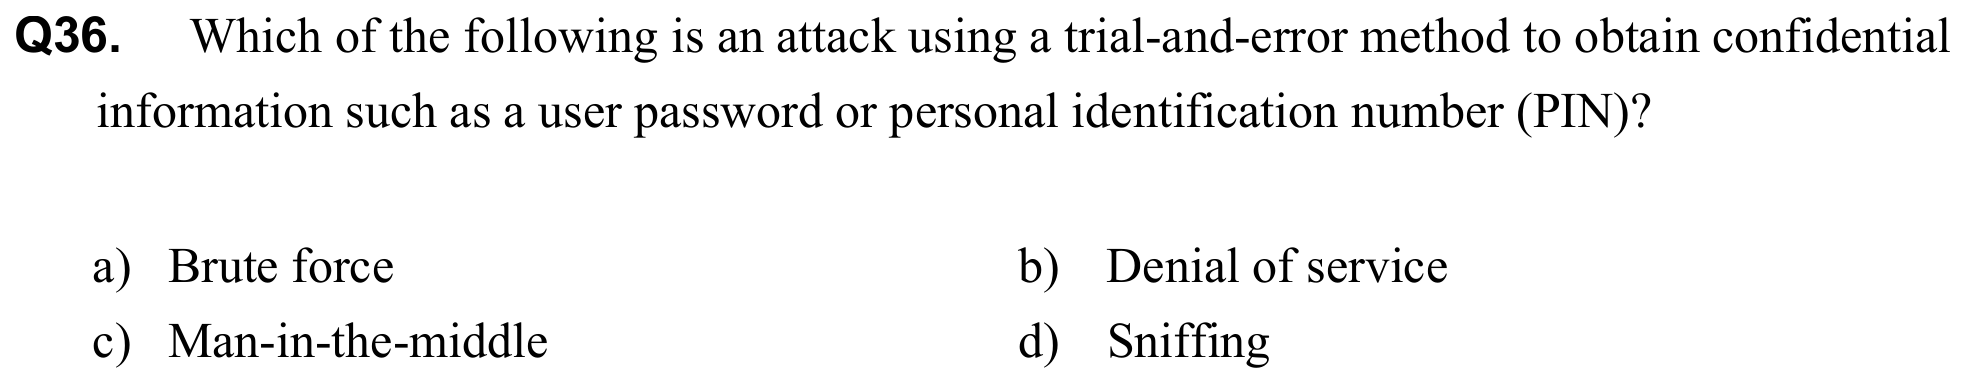 Q36. Which of the following is an attack using a trial-and-error method to obtain confidential
information such as a user password or personal identification number (PIN)?
a) Brute force b) Denial of service
c) Man-in-the-middle d) Sniffing